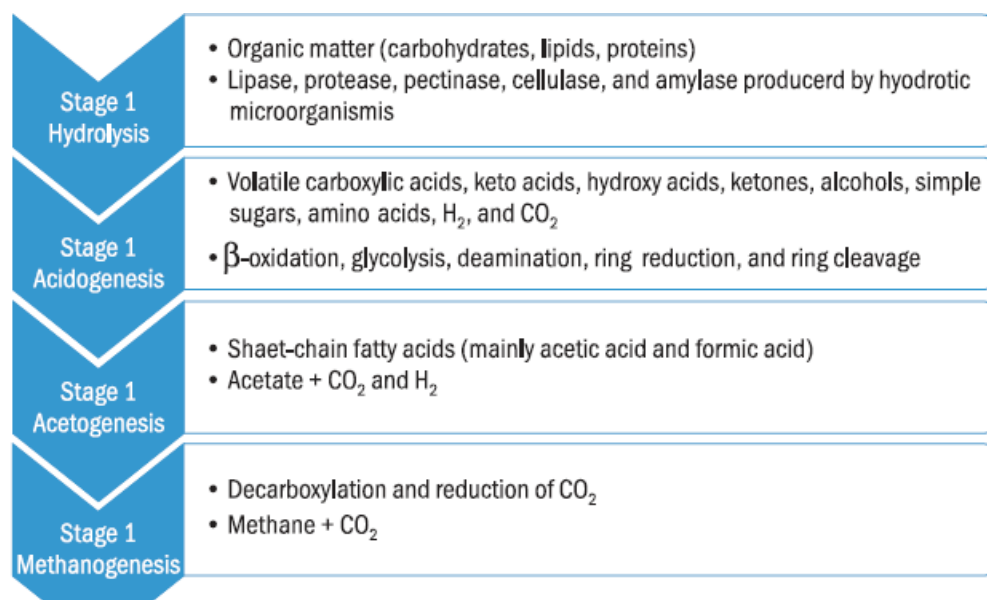 Stage 1
Hydrolysis
• Organic matter (carbohydrates, lipids, proteins)
• Lipase, protease, pectinase, cellulase, and amylase producerd by hyodrotic
microorganismis
Stage 1
Acidogenesis
• Volatile carboxylic acids, keto acids, hydroxy acids, ketones, alcohols, simple
sugars, amino acids, H₂, and CO₂
• β-oxidation, glycolysis, deamination, ring reduction, and ring cleavage
Stage 1
Acetogenesis
• Shaet-chain fatty acids (mainly acetic acid and formic acid)
• Acetate + CO₂ and H₂
Stage 1
Methanogenesis
• Decarboxylation and reduction of CO₂
• Methane + CO₂